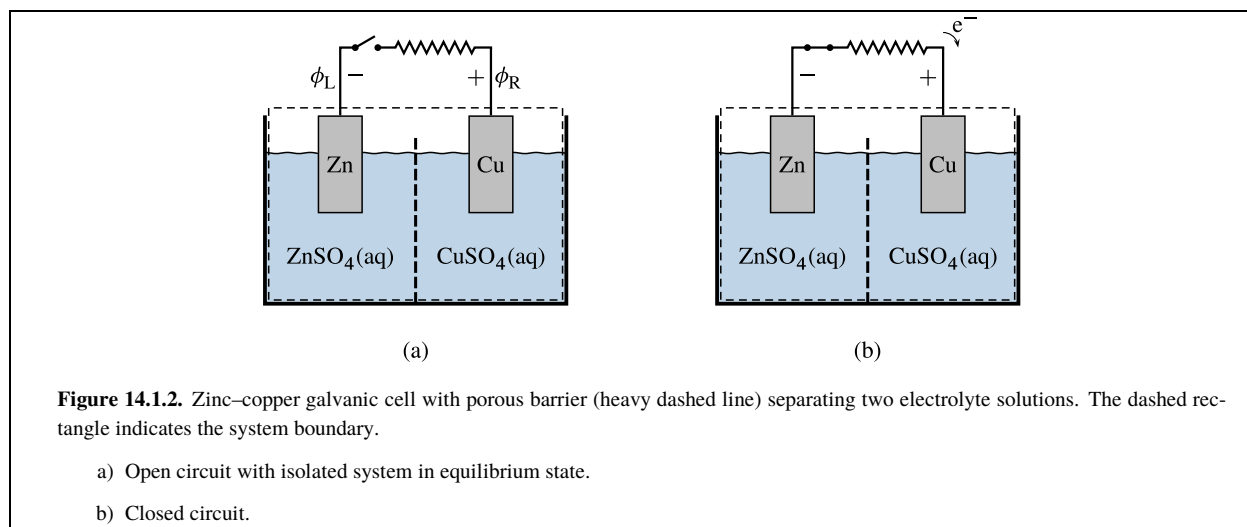 e−
ϕL − + ϕR − +
Zn Cu Zn Cu
ZnSO4(aq) CuSO4(aq) ZnSO4(aq) CuSO4(aq)
(a) (b)
Figure 14.1.2. Zinc–copper galvanic cell with porous barrier (heavy dashed line) separating two electrolyte solutions. The dashed rec-
tangle indicates the system boundary.
a) Open circuit with isolated system in equilibrium state.
b) Closed circuit.